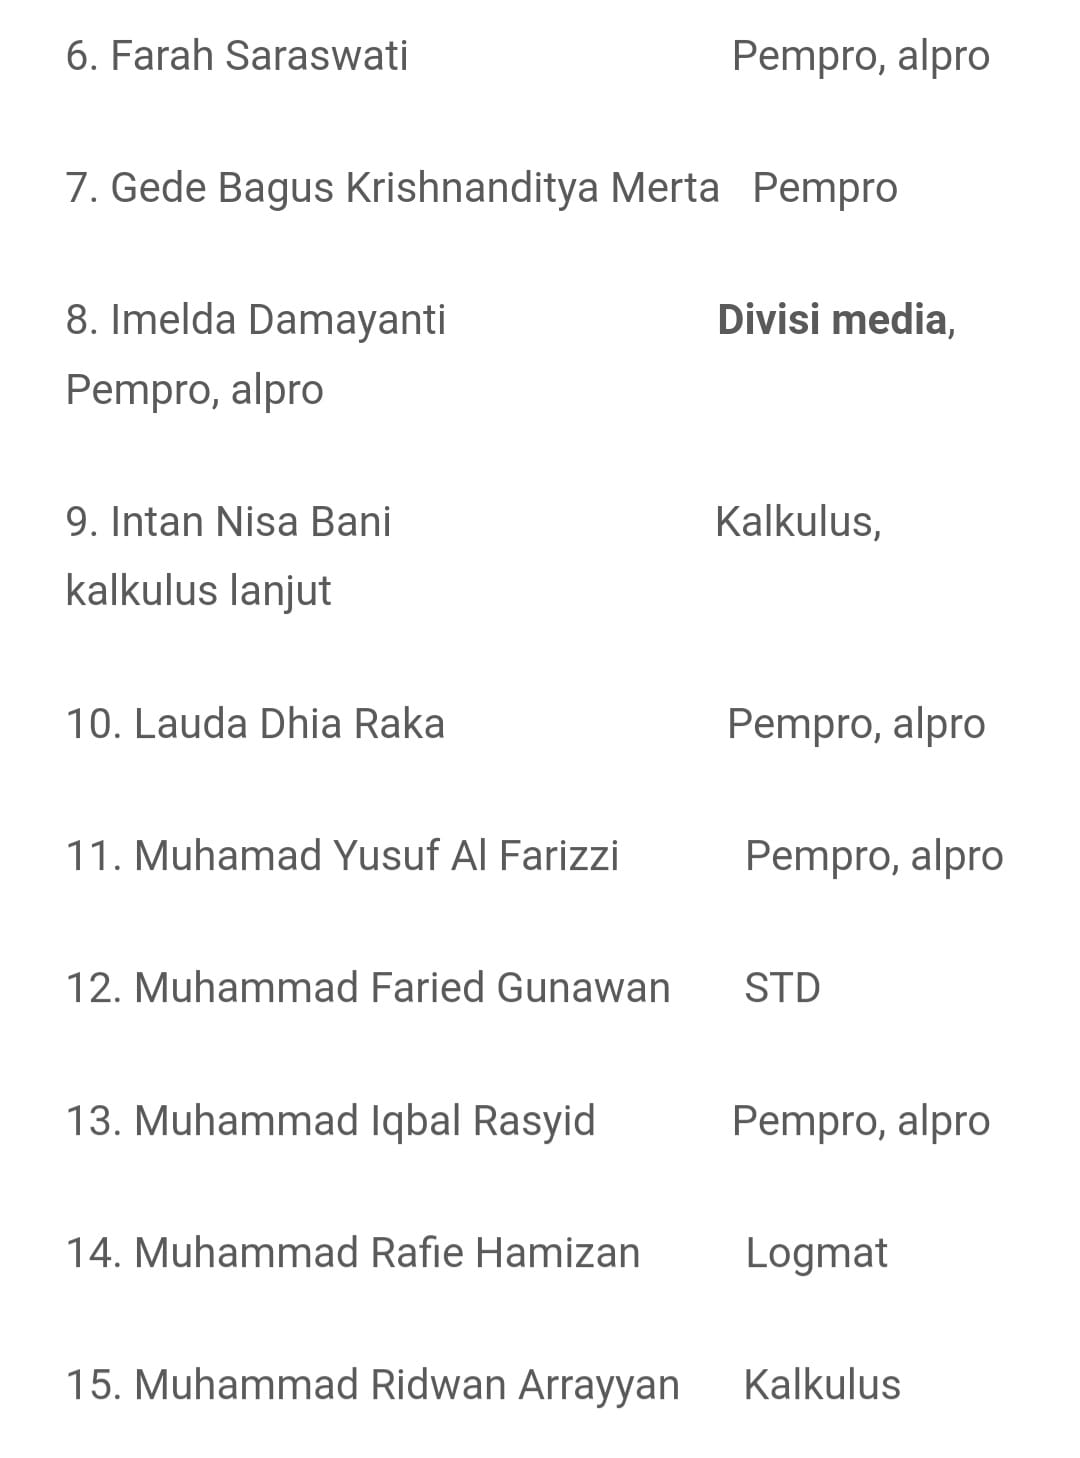 6. Farah Saraswati Pempro, alpro
7. Gede Bagus Krishnanditya Merta Pempro
8. Imelda Damayanti Divisi media,
Pempro, alpro
9. Intan Nisa Bani Kalkulus,
kalkulus lanjut
10. Lauda Dhia Raka Pempro, alpro
11. Muhamad Yusuf Al Farizzi Pempro, alpro
12. Muhammad Faried Gunawan STD
13. Muhammad Iqbal Rasyid Pempro, alpro
14. Muhammad Rafie Hamizan Logmat
15. Muhammad Ridwan Arrayyan Kalkulus